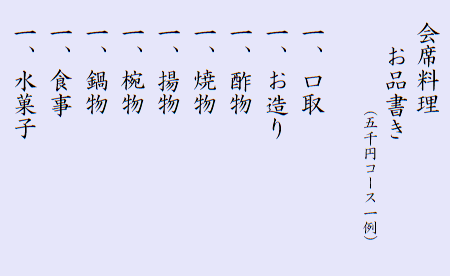 会席料理
お品書き
(五千円コース一例)
一、口取
一、お造り
一、酢物
一、焼物
一、揚物
一、椀物
一、鍋物
一、食事
一、水菓子